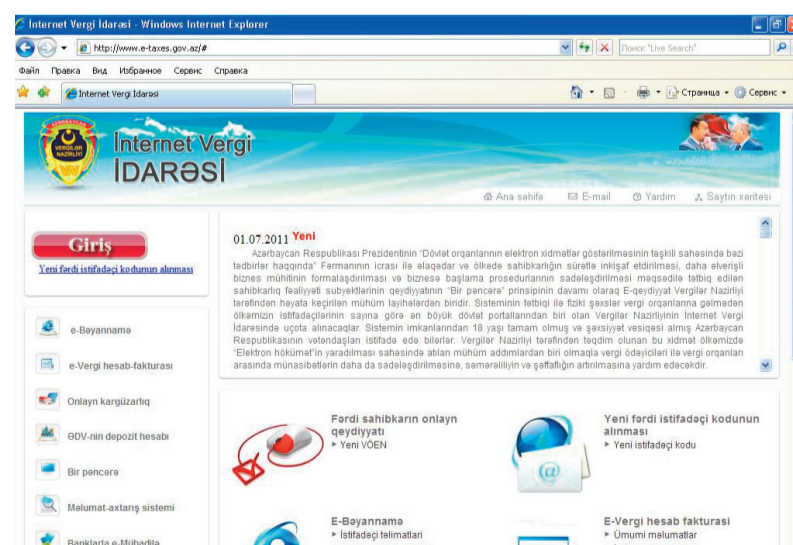 Internet Vergi İdarəsi - Windows Internet Explorer
http://www.e-taxes.gov.az/#
Поиск "Live Search"
Файл Правка Вид Избранное Сервис Справка
Internet Vergi İdarəsi
Страница Сервис
AZƏRBAYCAN
VERGİLƏR
NAZİRLİYİ
İnternet Vergi
İDARƏSİ
Ana səhifə E-mail Yardım Saytın xəritəsi
Giriş
Yeni fərdi istifadəçi kodunun alınması
01.07.2011 Yeni
Azərbaycan Respublikası Prezidentinin "Dövlət orqanlarının elektron xidmətlər göstərilməsinin təşkili sahəsində bəzi
tədbirlər haqqında" Fərmanının icrası ilə əlaqədar və ölkədə sahibkarlığın sürətlə inkişaf etdirilməsi, daha əlverişli
biznes mühitinin formalaşdırılması və biznesə başlama prosedurlarının sadələşdirilməsi məqsədilə tətbiq edilən
sahibkarlıq fəaliyyəti subyektlərinin qeydiyyatının "Bir pəncərə" prinsipinin davamı olaraq E-qeydiyyat Vergilər Nazirliyi
tərəfindən həyata keçirilən mühüm layihələrdən biridir. Sisteminin tətbiqi ilə fiziki şəxslər vergi orqanlarına gəlmədən
ölkəmizin istifadəçilərinin sayına görə ən böyük dövlət portallarından biri olan Vergilər Nazirliyinin İnternet Vergi
İdarəsində uçota alınacaqlar. Sistemin imkanlarından 18 yaşı tamam olmuş və şəxsiyyət vəsiqəsi almış Azərbaycan
Respublikasının vətəndaşları istifadə edə bilərlər. Vergilər Nazirliyi tərəfindən təqdim olunan bu xidmət ölkəmizdə
"Elektron hökümət"in yaradılması sahəsində atılan mühüm addımlardan biri olmaqla vergi ödəyiciləri ilə vergi orqanları
arasında münasibətlərin daha da sadələşdirilməsinə, səmərəliliyin və şəffaflığın artırılmasına yardım edəcəkdir.
e-Bəyannamə
e-Vergi hesab-fakturası
Onlayn kargüzarlıq
ƏDV-nin depozit hesabı
Bir pəncərə
Məlumat-axtarış sistemi
Banklarla e-Mübadilə
Fərdi sahibkarın onlayn
qeydiyyatı
Yeni VÖEN
Yeni fərdi istifadəçi kodunun
alınması
Yeni istifadəçi kodu
E-Bəyannamə
İstifadəçi təlimatları
E-Vergi hesab fakturası
Ümumi məlumatlar